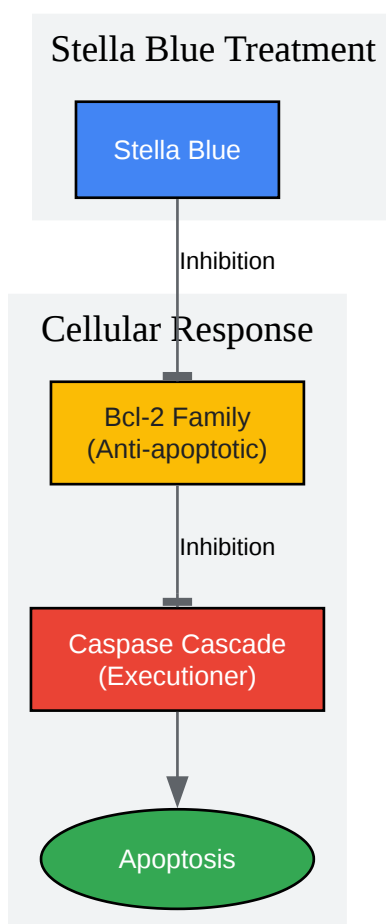 Stella Blue Treatment
Stella Blue
Inhibition
Cellular Response
Bcl-2 Family
(Anti-apoptotic)
Inhibition
Caspase Cascade
(Executioner)
Apoptosis